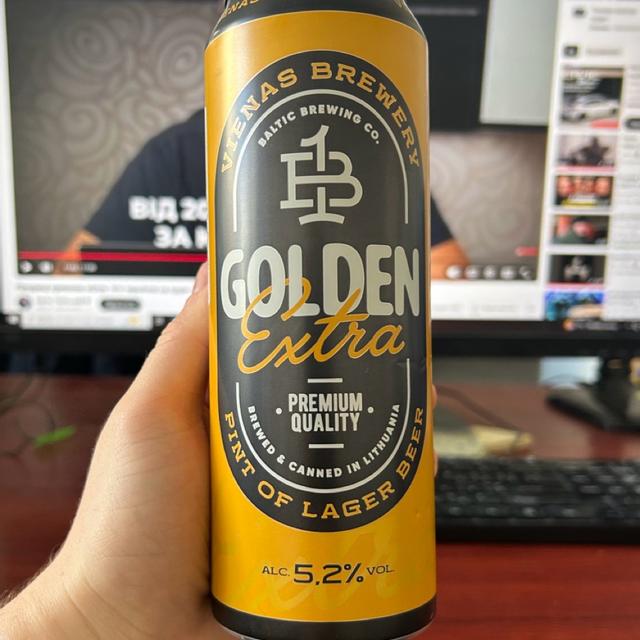 VIENAS BREWERY
BALTIC BREWING CO.
1B
GOLDEN
Extra
PREMIUM
QUALITY
BREWED & CANNED IN LITHUANIA
PINT OF LAGER BEER
ALC. 5,2% VOL.
ВІД 20
ЗА